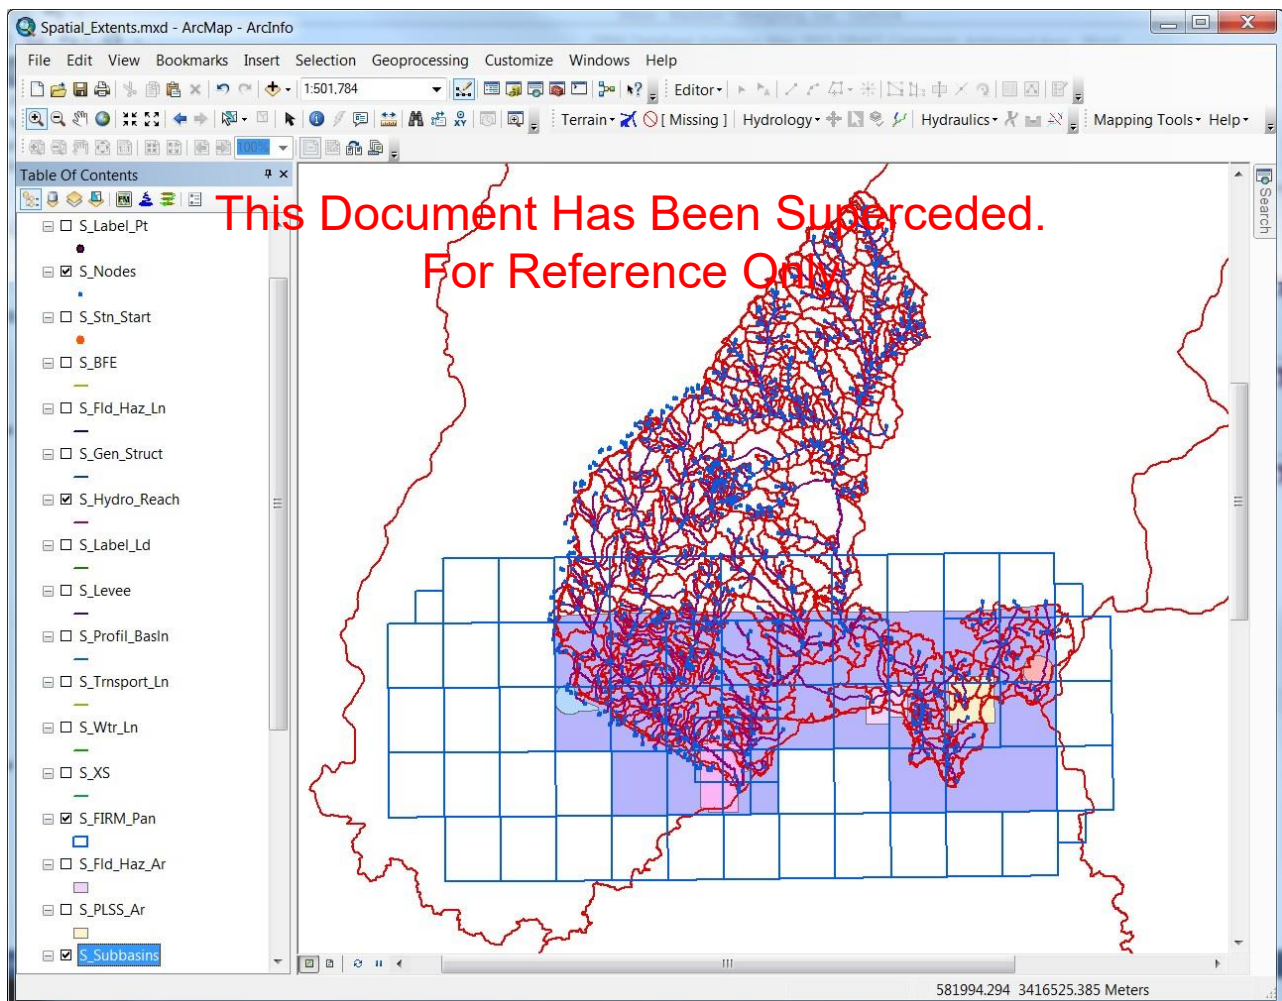 Spatial_Extents.mxd - ArcMap - ArcInfo
File Edit View Bookmarks Insert Selection Geoprocessing Customize Windows Help
1:501,784 Editor
Terrain [ Missing ] Hydrology Hydraulics Mapping Tools Help
100%
Table Of Contents
Search
This Document Has Been Superceded.
For Reference Only
S_Label_Pt
S_Nodes
S_Stn_Start
S_BFE
S_Fld_Haz_Ln
S_Gen_Struct
S_Hydro_Reach
S_Label_Ld
S_Levee
S_Profil_Basln
S_Trnsport_Ln
S_Wtr_Ln
S_XS
S_FIRM_Pan
S_Fld_Haz_Ar
S_PLSS_Ar
S_Subbasins
581994.294 3416525.385 Meters